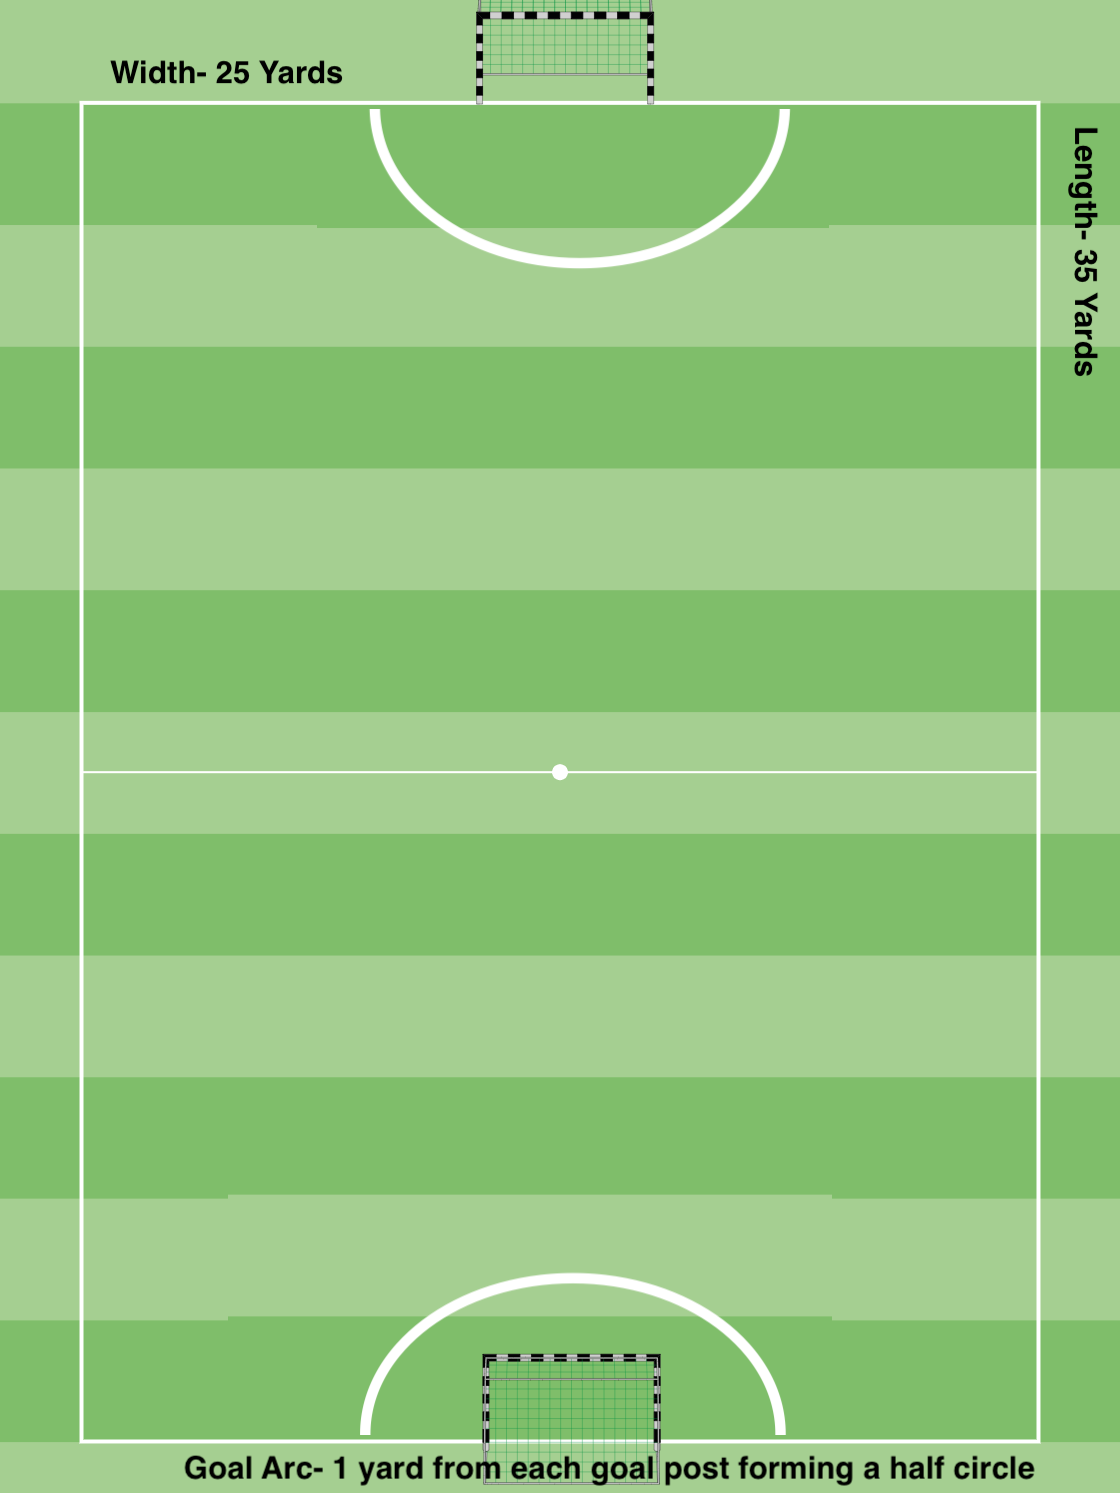 Width- 25 Yards
Length- 35 Yards
Goal Arc- 1 yard from each goal post forming a half circle